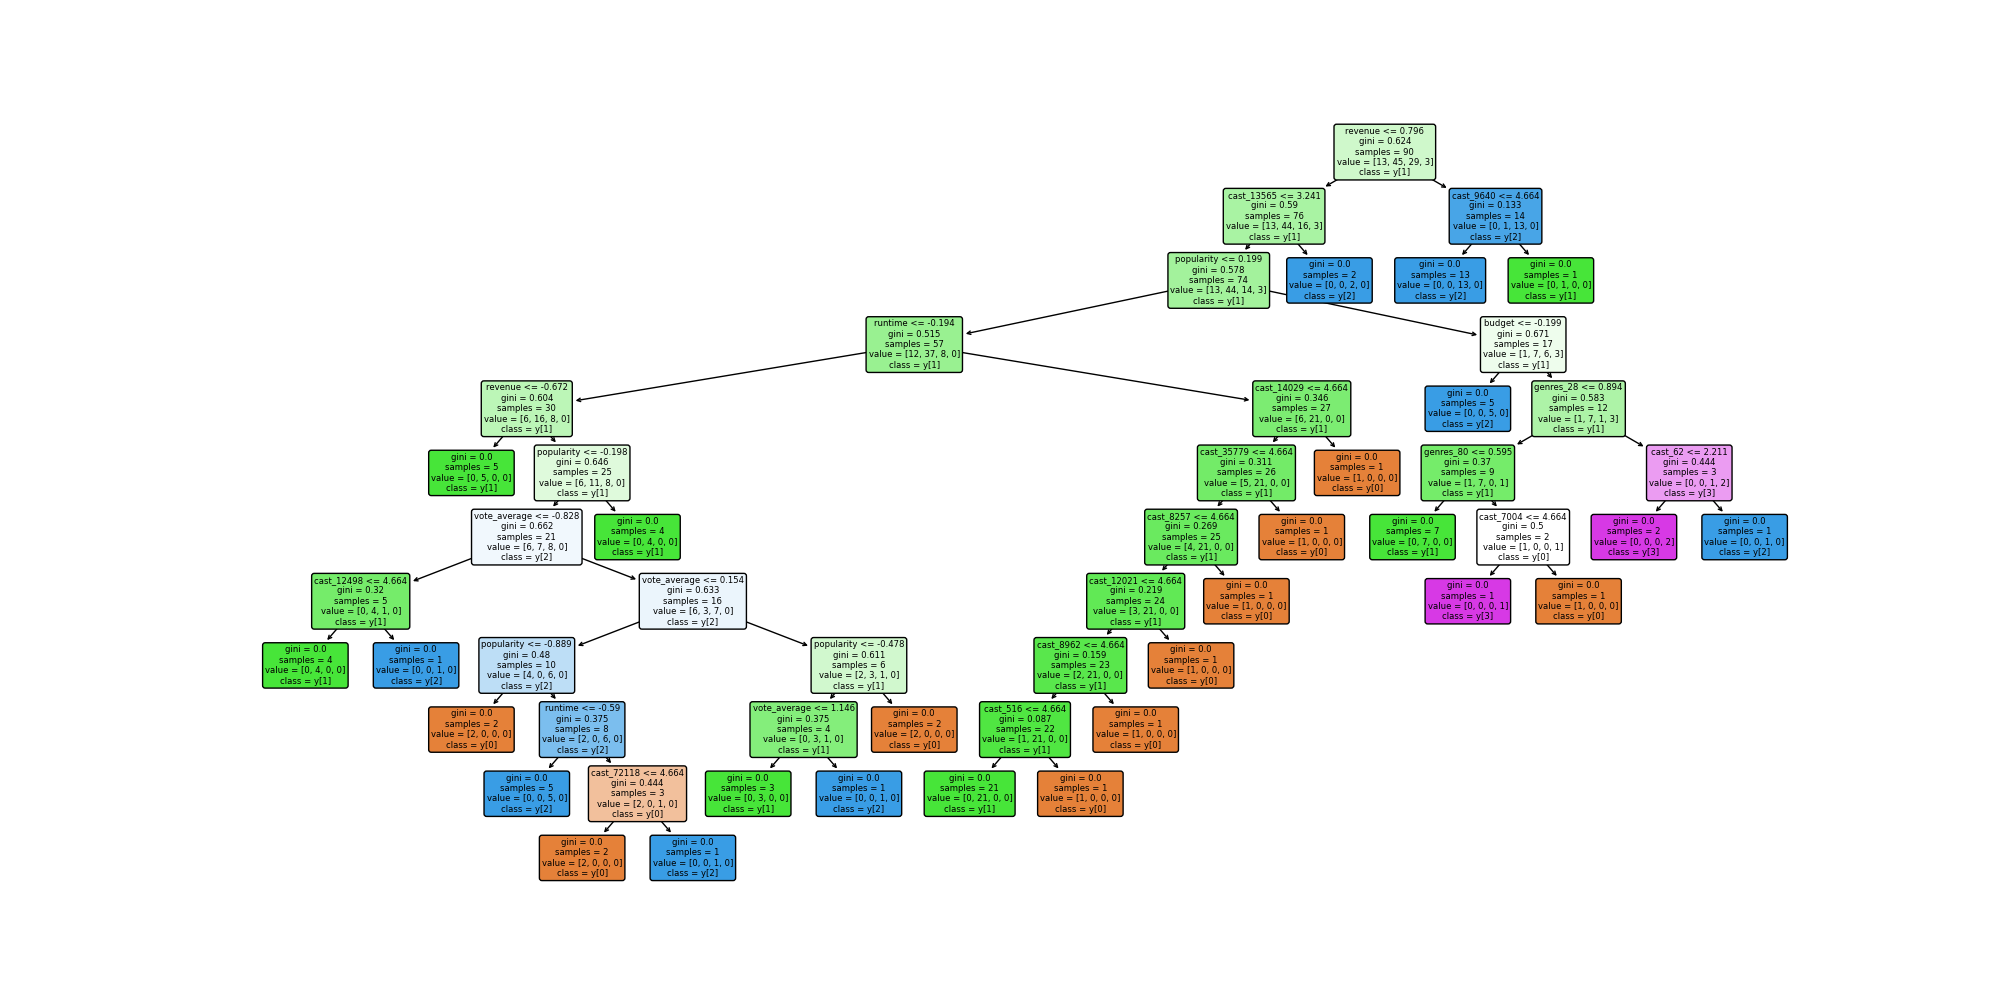 revenue <= 0.796
gini = 0.624
samples = 90
value = [13, 45, 29, 3]
class = y[1]
cast_13565 <= 3.241
gini = 0.59
samples = 76
value = [13, 44, 16, 3]
class = y[1]
cast_9640 <= 4.664
gini = 0.133
samples = 14
value = [0, 1, 13, 0]
class = y[2]
popularity <= 0.199
gini = 0.578
samples = 74
value = [13, 44, 14, 3]
class = y[1]
gini = 0.0
samples = 2
value = [0, 0, 2, 0]
class = y[2]
gini = 0.0
samples = 13
value = [0, 0, 13, 0]
class = y[2]
gini = 0.0
samples = 1
value = [0, 1, 0, 0]
class = y[1]
runtime <= -0.194
gini = 0.515
samples = 57
value = [12, 37, 8, 0]
class = y[1]
budget <= -0.199
gini = 0.671
samples = 17
value = [1, 7, 6, 3]
class = y[1]
revenue <= -0.672
gini = 0.604
samples = 30
value = [6, 16, 8, 0]
class = y[1]
cast_14029 <= 4.664
gini = 0.346
samples = 27
value = [6, 21, 0, 0]
class = y[1]
gini = 0.0
samples = 5
value = [0, 0, 5, 0]
class = y[2]
genres_28 <= 0.894
gini = 0.583
samples = 12
value = [1, 7, 1, 3]
class = y[1]
gini = 0.0
samples = 5
value = [0, 5, 0, 0]
class = y[1]
popularity <= -0.198
gini = 0.646
samples = 25
value = [6, 11, 8, 0]
class = y[1]
cast_35779 <= 4.664
gini = 0.311
samples = 26
value = [5, 21, 0, 0]
class = y[1]
gini = 0.0
samples = 1
value = [1, 0, 0, 0]
class = y[0]
genres_80 <= 0.595
gini = 0.37
samples = 9
value = [1, 7, 0, 1]
class = y[1]
cast_62 <= 2.211
gini = 0.444
samples = 3
value = [0, 0, 1, 2]
class = y[3]
vote_average <= -0.828
gini = 0.662
samples = 21
value = [6, 7, 8, 0]
class = y[2]
gini = 0.0
samples = 4
value = [0, 4, 0, 0]
class = y[1]
cast_8257 <= 4.664
gini = 0.269
samples = 25
value = [4, 21, 0, 0]
class = y[1]
gini = 0.0
samples = 1
value = [1, 0, 0, 0]
class = y[0]
gini = 0.0
samples = 7
value = [0, 7, 0, 0]
class = y[1]
cast_7004 <= 4.664
gini = 0.5
samples = 2
value = [1, 0, 0, 1]
class = y[0]
gini = 0.0
samples = 2
value = [0, 0, 0, 2]
class = y[3]
gini = 0.0
samples = 1
value = [0, 0, 1, 0]
class = y[2]
cast_12498 <= 4.664
gini = 0.32
samples = 5
value = [0, 4, 1, 0]
class = y[1]
vote_average <= 0.154
gini = 0.633
samples = 16
value = [6, 3, 7, 0]
class = y[2]
cast_12021 <= 4.664
gini = 0.219
samples = 24
value = [3, 21, 0, 0]
class = y[1]
gini = 0.0
samples = 1
value = [1, 0, 0, 0]
class = y[0]
gini = 0.0
samples = 1
value = [0, 0, 0, 1]
class = y[3]
gini = 0.0
samples = 1
value = [1, 0, 0, 0]
class = y[0]
gini = 0.0
samples = 4
value = [0, 4, 0, 0]
class = y[1]
gini = 0.0
samples = 1
value = [0, 0, 1, 0]
class = y[2]
popularity <= -0.889
gini = 0.48
samples = 10
value = [4, 0, 6, 0]
class = y[2]
popularity <= -0.478
gini = 0.611
samples = 6
value = [2, 3, 1, 0]
class = y[1]
cast_8962 <= 4.664
gini = 0.159
samples = 23
value = [2, 21, 0, 0]
class = y[1]
gini = 0.0
samples = 1
value = [1, 0, 0, 0]
class = y[0]
gini = 0.0
samples = 2
value = [2, 0, 0, 0]
class = y[0]
runtime <= -0.59
gini = 0.375
samples = 8
value = [2, 0, 6, 0]
class = y[2]
vote_average <= 1.146
gini = 0.375
samples = 4
value = [0, 3, 1, 0]
class = y[1]
gini = 0.0
samples = 2
value = [2, 0, 0, 0]
class = y[0]
cast_516 <= 4.664
gini = 0.087
samples = 22
value = [1, 21, 0, 0]
class = y[1]
gini = 0.0
samples = 1
value = [1, 0, 0, 0]
class = y[0]
gini = 0.0
samples = 5
value = [0, 0, 5, 0]
class = y[2]
cast_72118 <= 4.664
gini = 0.444
samples = 3
value = [2, 0, 1, 0]
class = y[0]
gini = 0.0
samples = 3
value = [0, 3, 0, 0]
class = y[1]
gini = 0.0
samples = 1
value = [0, 0, 1, 0]
class = y[2]
gini = 0.0
samples = 21
value = [0, 21, 0, 0]
class = y[1]
gini = 0.0
samples = 1
value = [1, 0, 0, 0]
class = y[0]
gini = 0.0
samples = 2
value = [2, 0, 0, 0]
class = y[0]
gini = 0.0
samples = 1
value = [0, 0, 1, 0]
class = y[2]